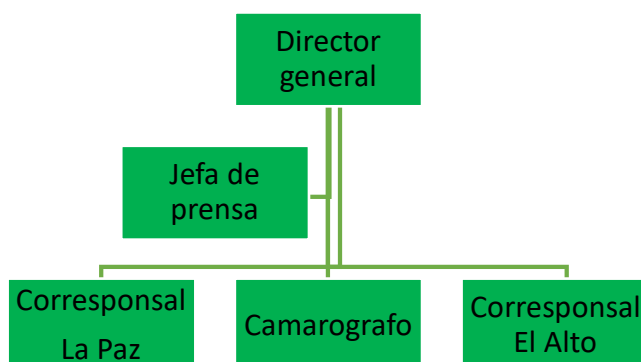 Director
general
Jefa de
prensa
Corresponsal
La Paz
Camarografo
Corresponsal
El Alto